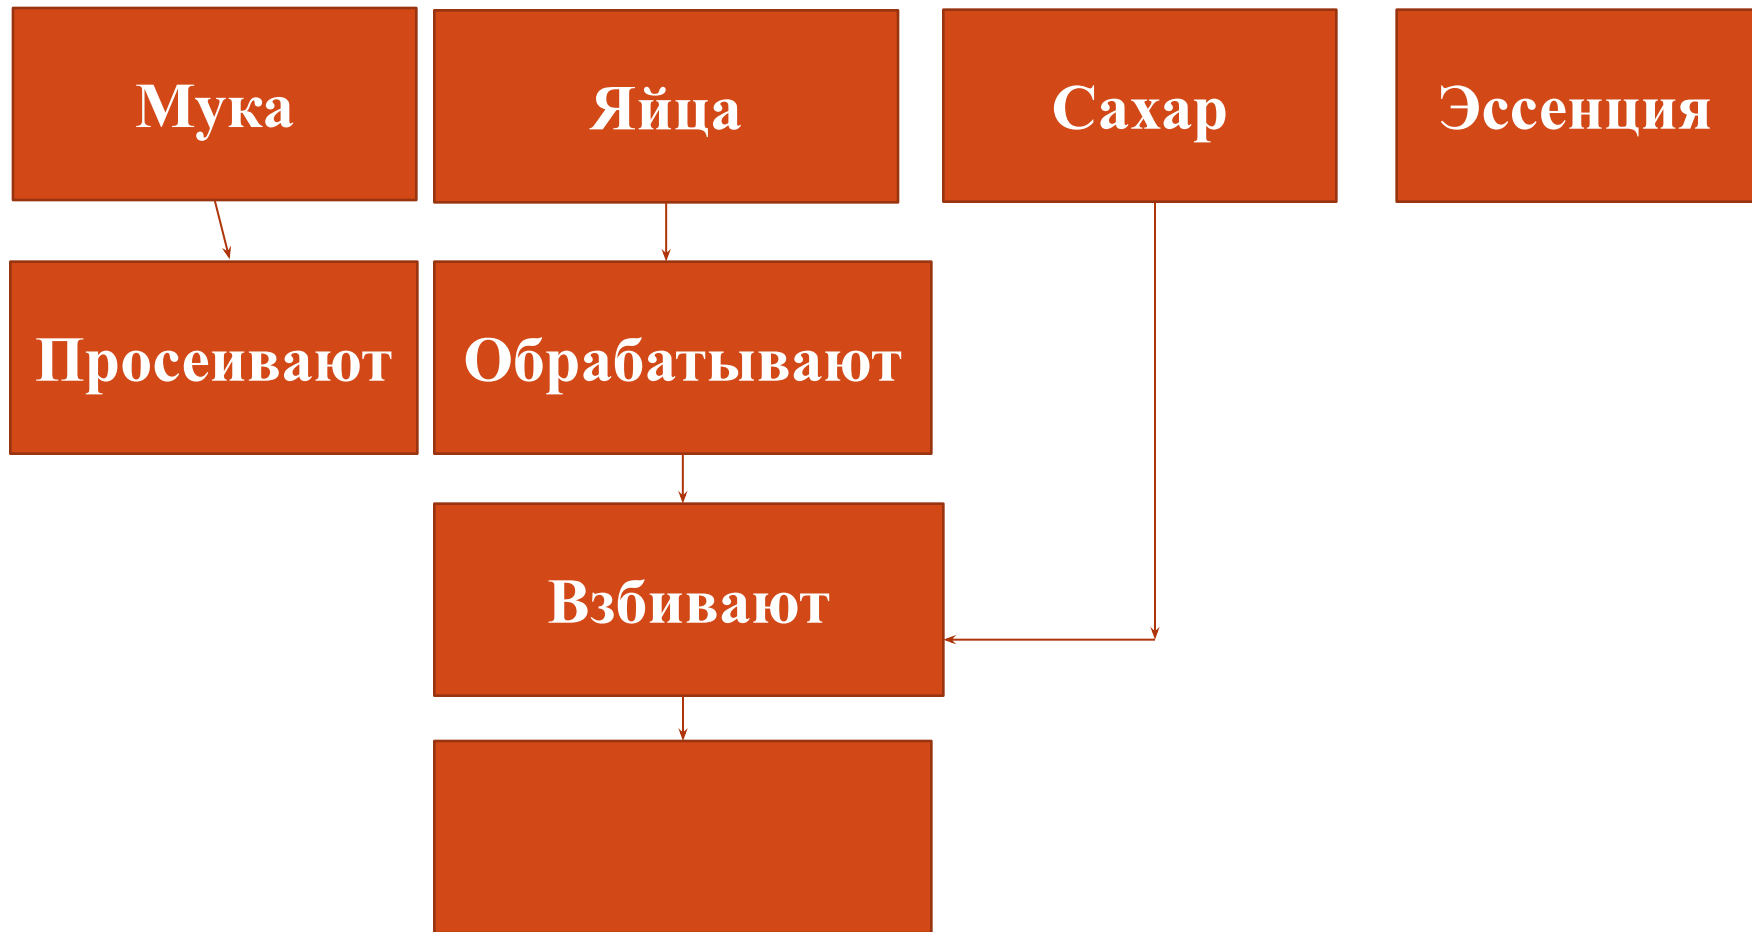 Мука
Яйца
Сахар
Эссенция
Просеивают
Обрабатывают
Взбивают